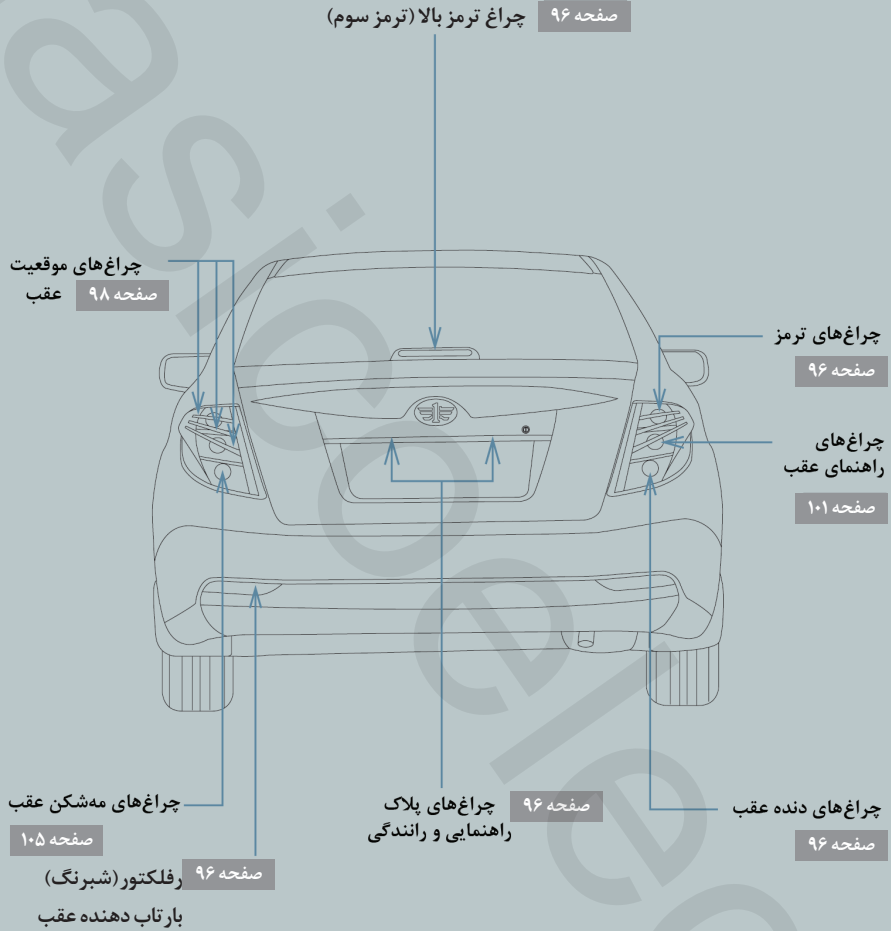 چراغ ترمز بالا (ترمز سوم) صفحه ۹۶
چراغ‌های موقعیت
عقب صفحه ۹۸
چراغ‌های ترمز
صفحه ۹۶
چراغ‌های
راهنمای عقب
صفحه ۱۰۱
چراغ‌های دنده عقب
صفحه ۹۶
چراغ‌های پلاک صفحه ۹۶
راهنمایی و رانندگی
چراغ‌های مه‌شکن عقب
صفحه ۱۰۵
رفلکتور (شبرنگ) صفحه ۹۶
بازتاب دهنده عقب
asicoele